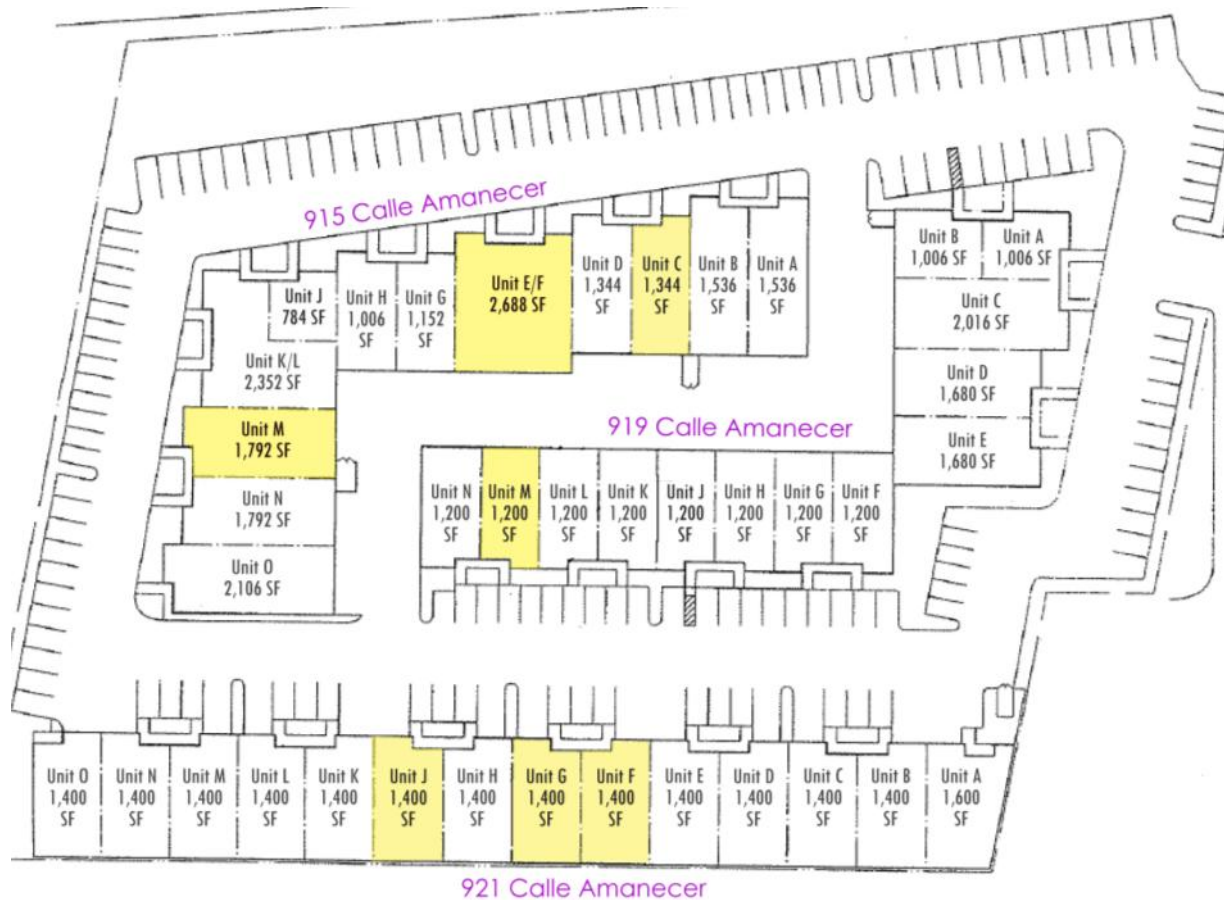 915 Calle Amanecer
Unit J
784 SF
Unit H
1,006
SF
Unit G
1,152
SF
Unit E/F
2,688 SF
Unit D
1,344
SF
Unit C
1,344
SF
Unit B
1,536
SF
Unit A
1,536
SF
Unit K/L
2,352 SF
Unit M
1,792 SF
Unit N
1,792 SF
Unit O
2,106 SF
919 Calle Amanecer
Unit B
1,006 SF
Unit A
1,006 SF
Unit C
2,016 SF
Unit D
1,680 SF
Unit E
1,680 SF
Unit N
1,200
SF
Unit M
1,200
SF
Unit L
1,200
SF
Unit K
1,200
SF
Unit J
1,200
SF
Unit H
1,200
SF
Unit G
1,200
SF
Unit F
1,200
SF
Unit O
1,400
SF
Unit N
1,400
SF
Unit M
1,400
SF
Unit L
1,400
SF
Unit K
1,400
SF
Unit J
1,400
SF
Unit H
1,400
SF
Unit G
1,400
SF
Unit F
1,400
SF
Unit E
1,400
SF
Unit D
1,400
SF
Unit C
1,400
SF
Unit B
1,400
SF
Unit A
1,600
SF
921 Calle Amanecer